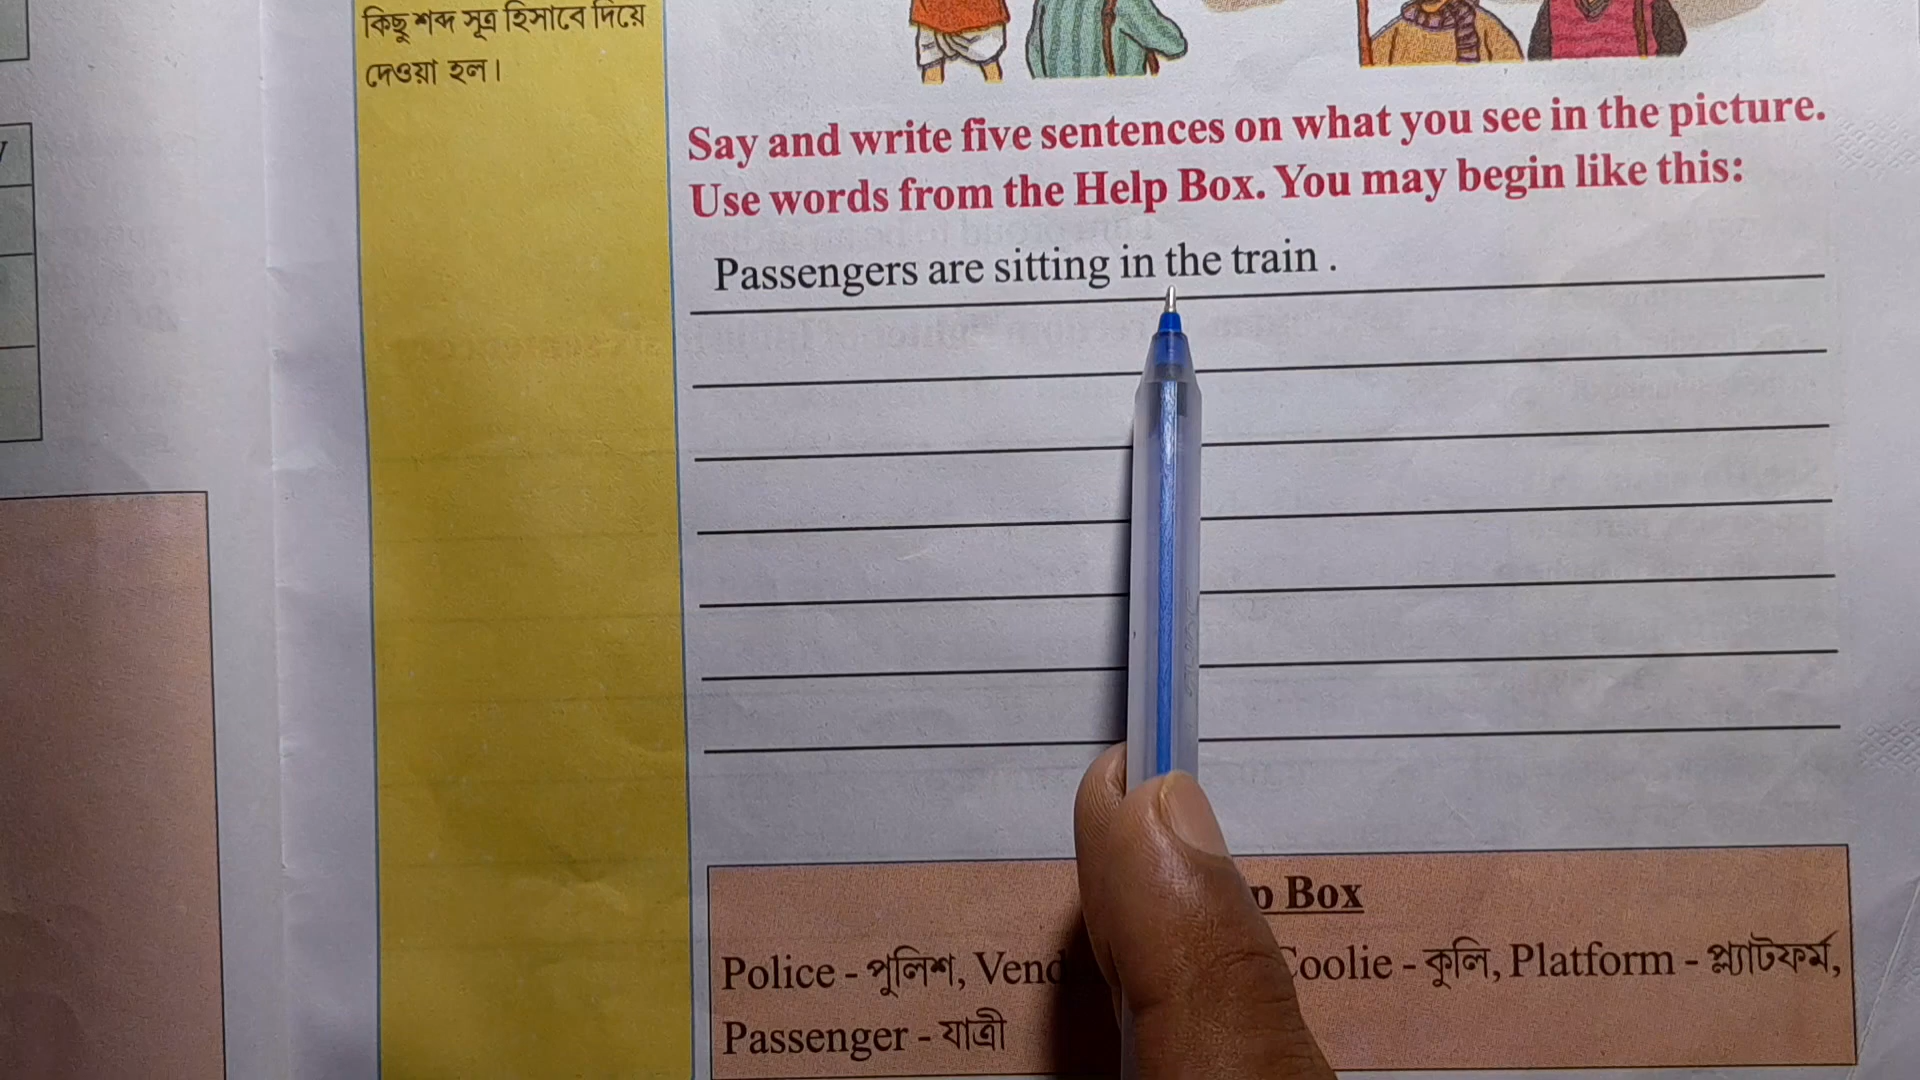 কিছু শব্দ সূত্র হিসাবে দিয়ে
দেওয়া হল।
Say and write five sentences on what you see in the picture.
Use words from the Help Box. You may begin like this:
Passengers are sitting in the train .
Box
Police - পুলিশ, Coolie - কুলি, Platform - প্ল্যাটফর্ম,
Passenger - যাত্রী